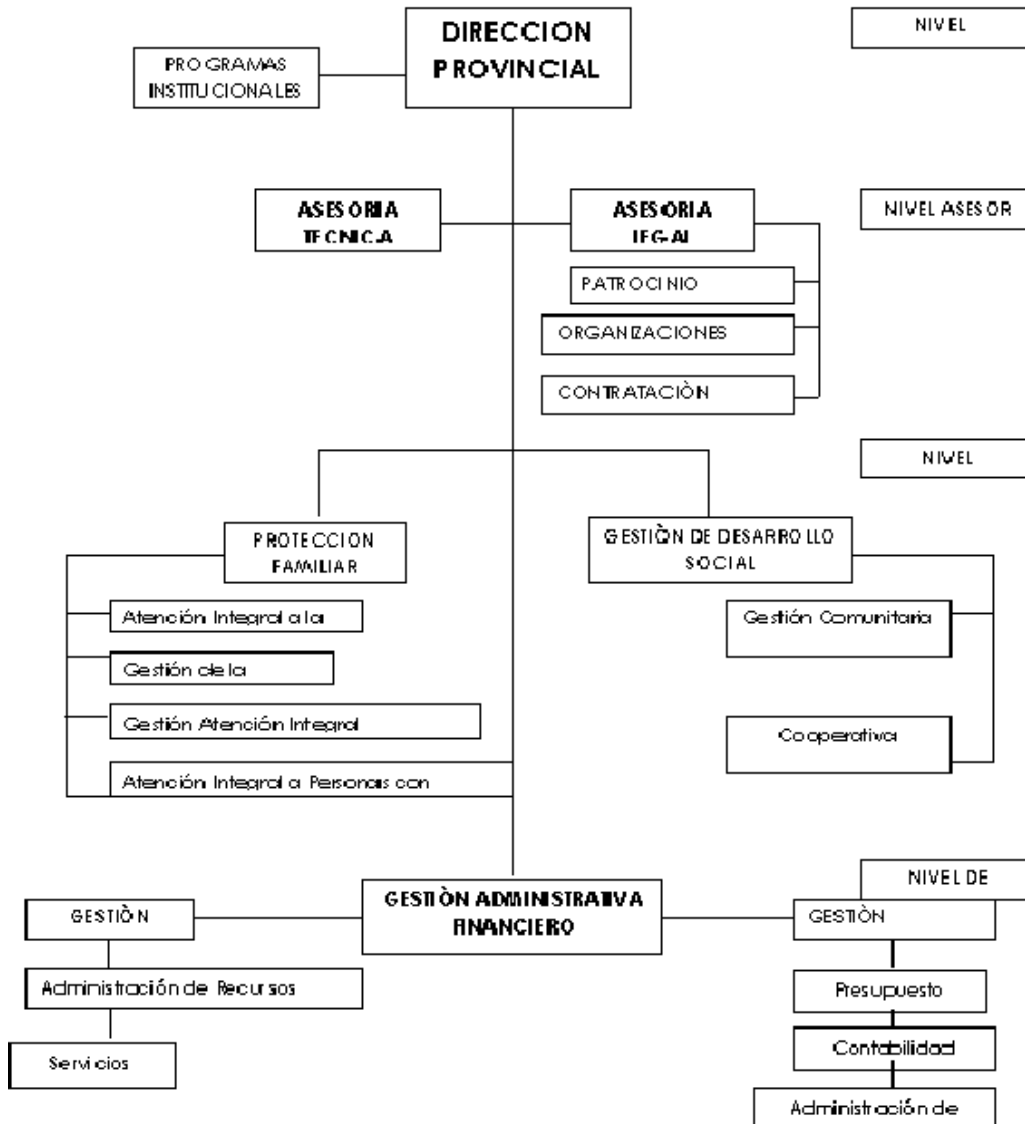 DIRECCION
PROVINCIAL
NIVEL
PROGRAMAS
INSTITUCIONALES
ASESORIA
TECNICA
ASESORIA
LEGAL
NIVEL ASESOR
PATROCINIO
ORGANIZACIONES
CONTRATACIÒN
NIVEL
PROTECCION
FAMILIAR
GESTIÒN DE DESARROLLO
SOCIAL
Atención Integral a la
Gestión de la
Gestión Atención Integral
Atención Integral a Personas con
Gestión Comunitaria
Cooperativa
NIVEL DE
GESTIÒN
GESTIÒN ADMINISTRATIVA
FINANCIERO
GESTIÒN
Administración de Recursos
Servicios
Presupuesto
Contabilidad
Administración de